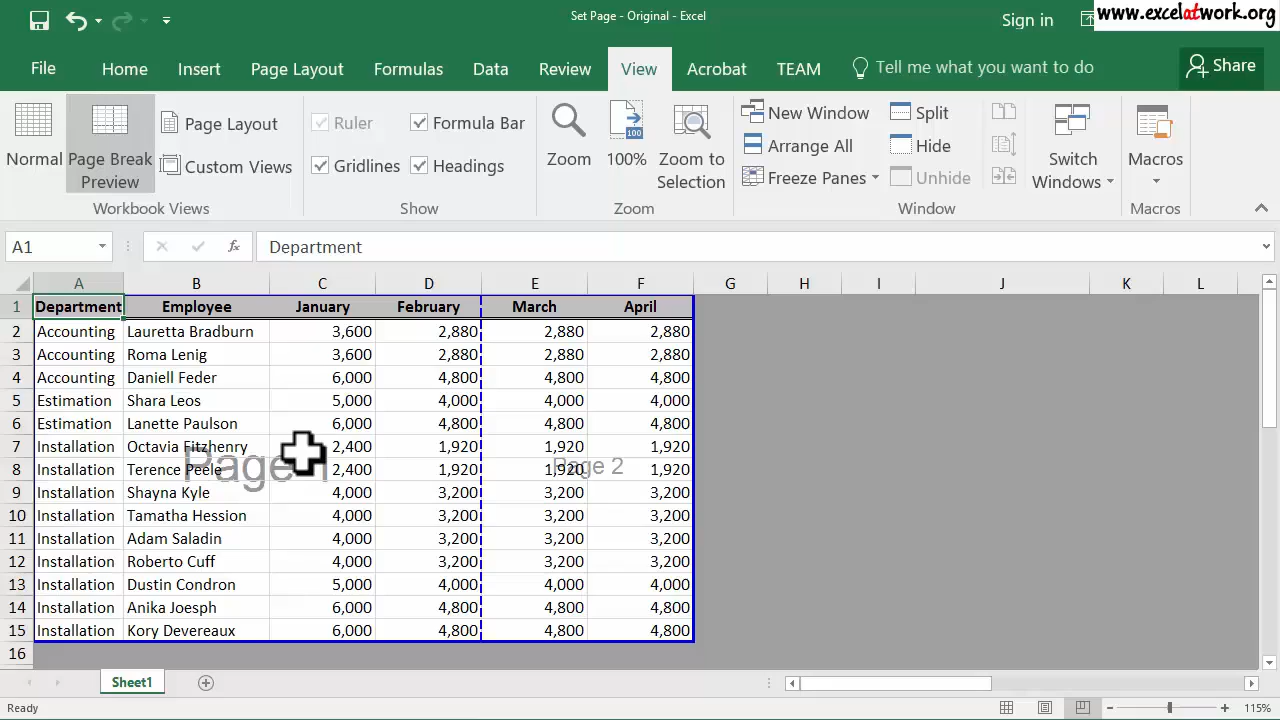 Set Page - Original - Excel
Sign in
www.excelatwork.org
File Home Insert Page Layout Formulas Data Review View Acrobat TEAM Tell me what you want to do Share
Normal
Page Break Preview
Page Layout
Custom Views
Workbook Views
Ruler
Formula Bar
Gridlines
Headings
Show
Zoom
100
100%
Zoom to Selection
Zoom
New Window
Arrange All
Freeze Panes
Split
Hide
Unhide
Switch Windows
Window
Macros
Macros
A1 fx Department
A B C D E F G H I J K L
1 Department Employee January February March April
2 Accounting Lauretta Bradburn 3,600 2,880 2,880 2,880
3 Accounting Roma Lenig 3,600 2,880 2,880 2,880
4 Accounting Daniell Feder 6,000 4,800 4,800 4,800
5 Estimation Shara Leos 5,000 4,000 4,000 4,000
6 Estimation Lanette Paulson 6,000 4,800 4,800 4,800
7 Installation Octavia Fitzhenry 2,400 1,920 1,920 1,920
8 Installation Terence Peele 2,400 1,920 1,920 1,920
Page 1 Page 2
9 Installation Shayna Kyle 4,000 3,200 3,200 3,200
10 Installation Tamatha Hession 4,000 3,200 3,200 3,200
11 Installation Adam Saladin 4,000 3,200 3,200 3,200
12 Installation Roberto Cuff 4,000 3,200 3,200 3,200
13 Installation Dustin Condron 5,000 4,000 4,000 4,000
14 Installation Anika Joesph 6,000 4,800 4,800 4,800
15 Installation Kory Devereaux 6,000 4,800 4,800 4,800
16
Sheet1
Ready 115%